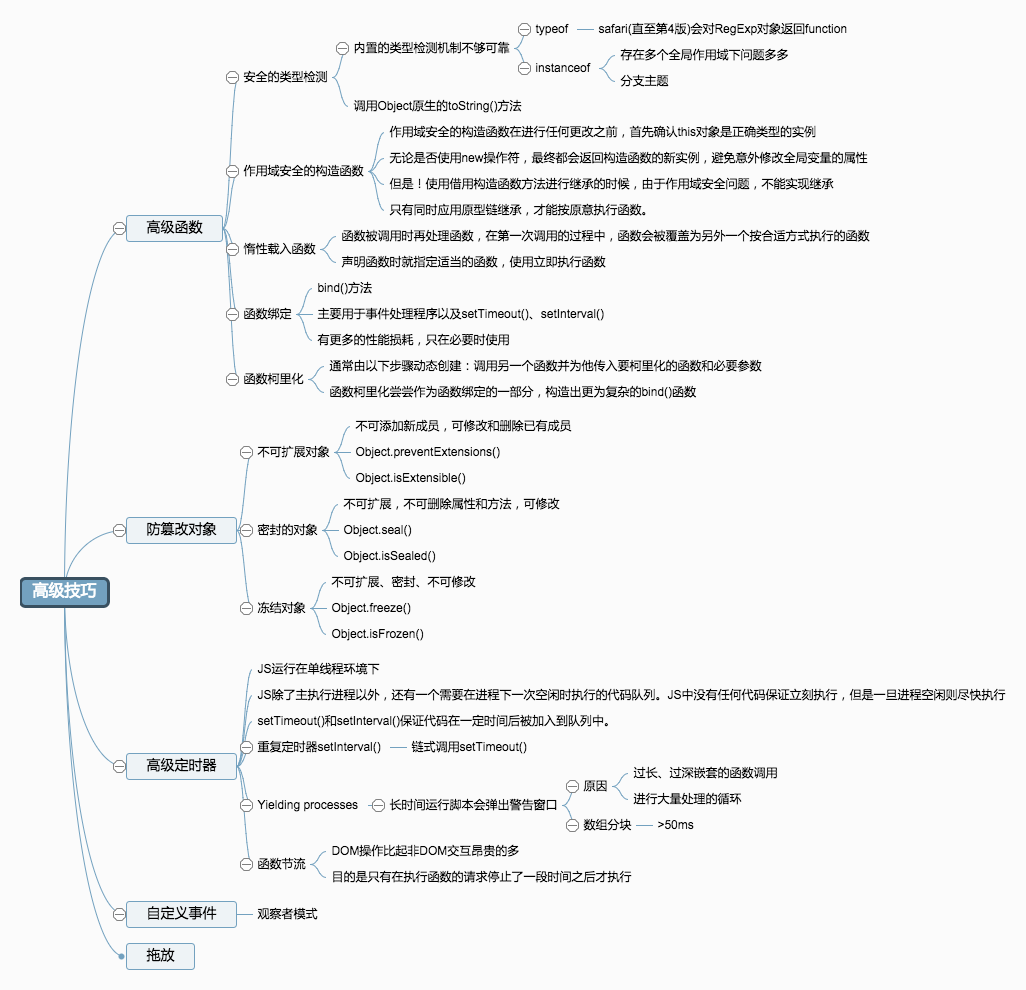 高级技巧
高级函数
安全的类型检测
内置的类型检测机制不够可靠
typeof
safari(直至第4版)会对RegExp对象返回function
instanceof
存在多个全局作用域下问题多多
分支主题
调用Object原生的toString()方法
作用域安全的构造函数
作用域安全的构造函数在进行任何更改之前，首先确认this对象是正确类型的实例
无论是否使用new操作符，最终都会返回构造函数的新实例，避免意外修改全局变量的属性
但是！使用借用构造函数方法进行继承的时候，由于作用域安全问题，不能实现继承
只有同时应用原型链继承，才能按原意执行函数。
惰性载入函数
函数被调用时再处理函数，在第一次调用的过程中，函数会被覆盖为另外一个按合适方式执行的函数
声明函数时就指定适当的函数，使用立即执行函数
函数绑定
bind()方法
主要用于事件处理程序以及setTimeout()、setInterval()
有更多的性能损耗，只在必要时使用
函数柯里化
通常由以下步骤动态创建：调用另一个函数并为他传入要柯里化的函数和必要参数
函数柯里化尝尝作为函数绑定的一部分，构造出更为复杂的bind()函数
防篡改对象
不可扩展对象
不可添加新成员，可修改和删除已有成员
Object.preventExtensions()
Object.isExtensible()
密封的对象
不可扩展，不可删除属性和方法，可修改
Object.seal()
Object.isSealed()
冻结对象
不可扩展、密封、不可修改
Object.freeze()
Object.isFrozen()
高级定时器
JS运行在单线程环境下
JS除了主执行进程以外，还有一个需要在进程下一次空闲时执行的代码队列。JS中没有任何代码保证立刻执行，但是一旦进程空闲则尽快执行
setTimeout()和setInterval()保证代码在一定时间后被加入到队列中。
重复定时器setInterval()
链式调用setTimeout()
Yielding processes
长时间运行脚本会弹出警告窗口
原因
过长、过深嵌套的函数调用
进行大量处理的循环
数组分块
>50ms
函数节流
DOM操作比起非DOM交互昂贵的多
目的是只有在执行函数的请求停止了一段时间之后才执行
自定义事件
观察者模式
拖放